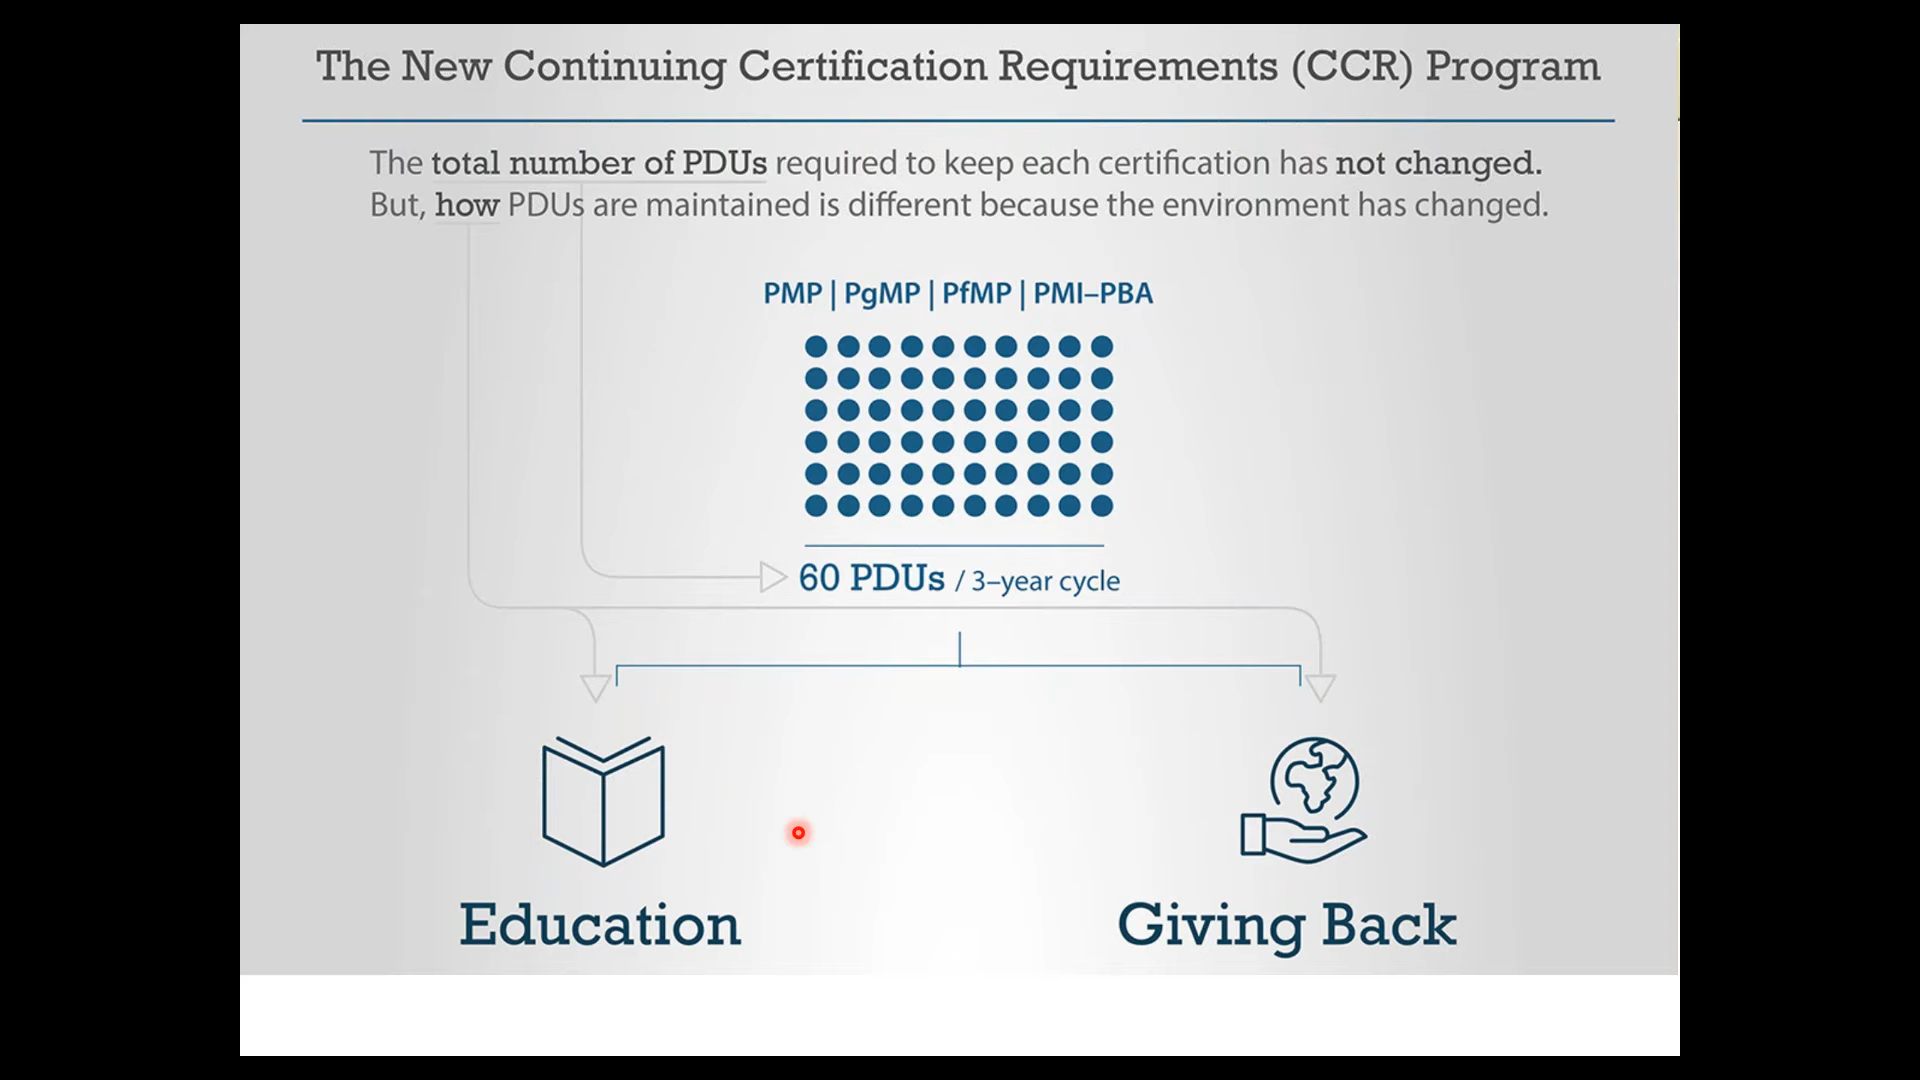 The New Continuing Certification Requirements (CCR) Program
The total number of PDUs required to keep each certification has not changed.
But, how PDUs are maintained is different because the environment has changed.
PMP | PgMP | PfMP | PMI–PBA
60 PDUs / 3–year cycle
Education
Giving Back